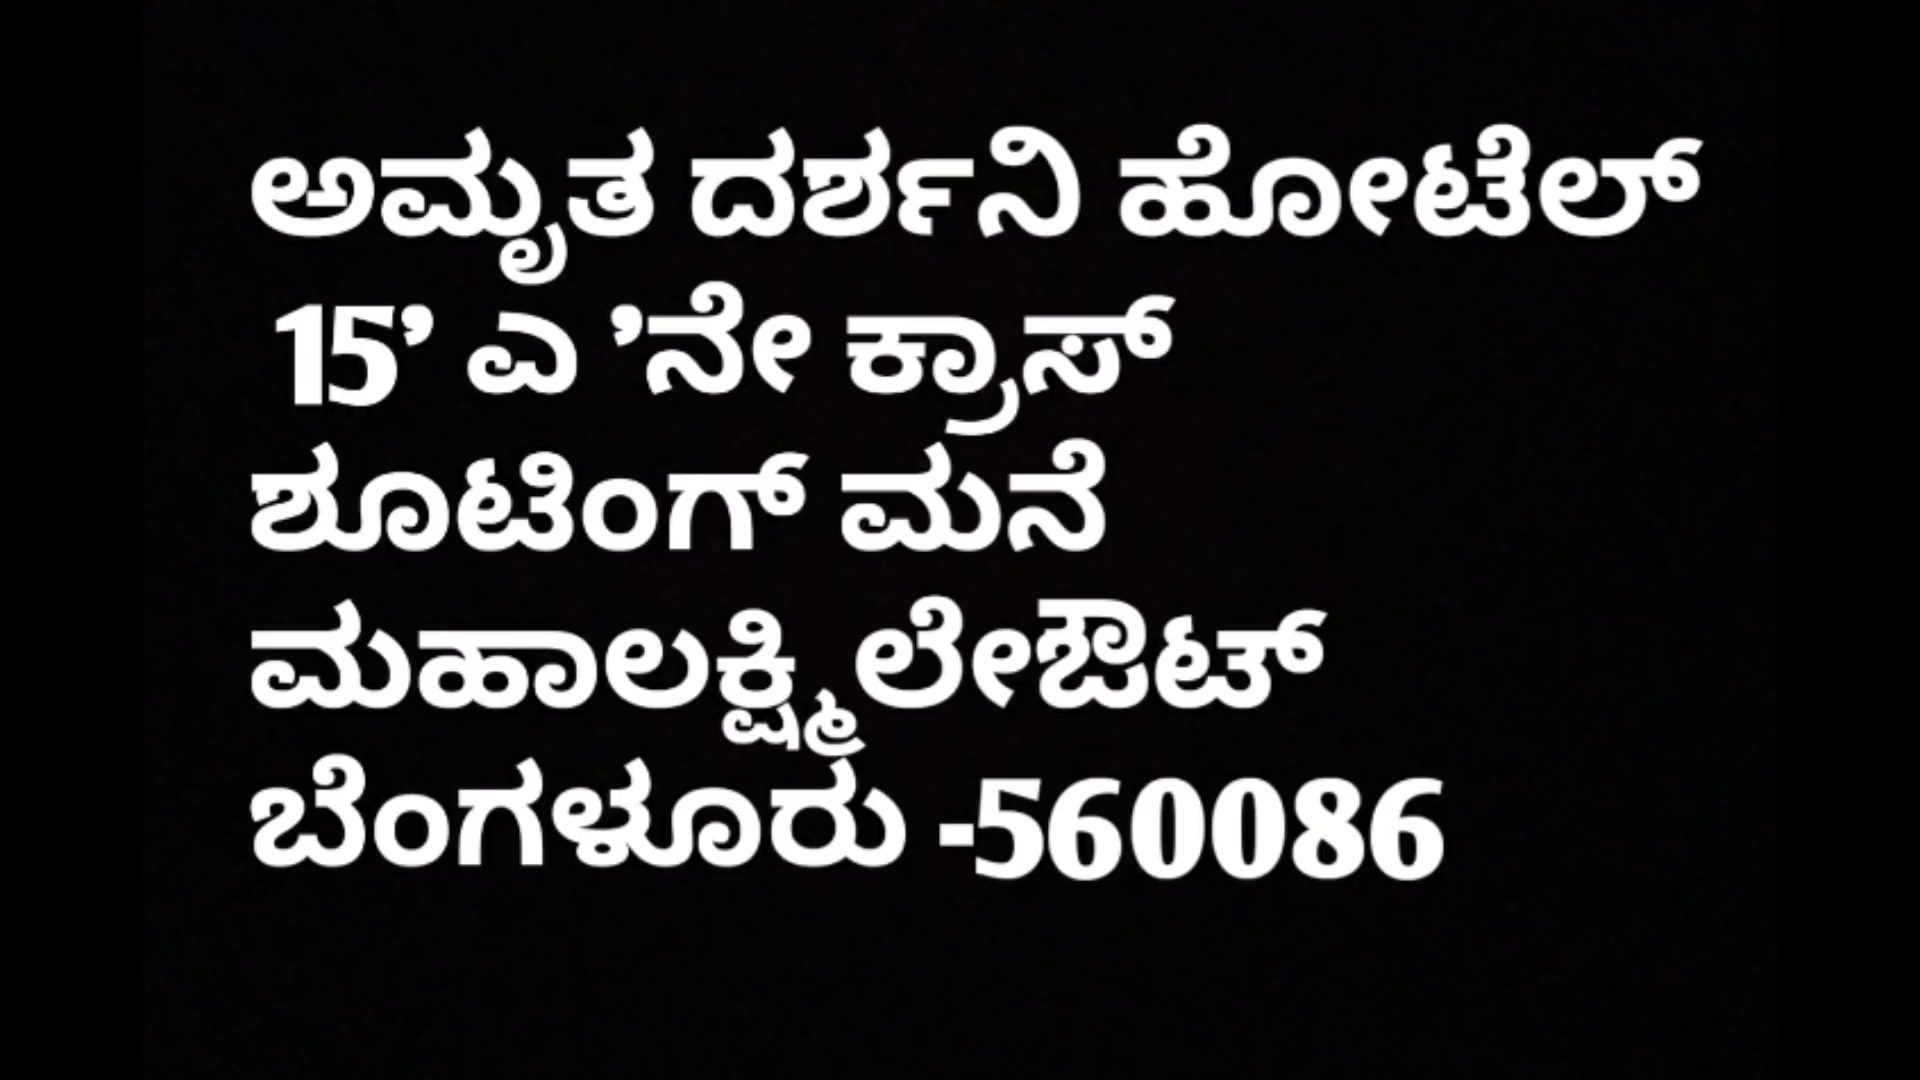 ಅಮೃತ ದರ್ಶನಿ ಹೋಟೆಲ್
15’ ಎ ’ನೇ ಕ್ರಾಸ್
ಶೂಟಿಂಗ್ ಮನೆ
ಮಹಾಲಕ್ಷ್ಮಿಲೇಔಟ್
ಬೆಂಗಳೂರು -560086